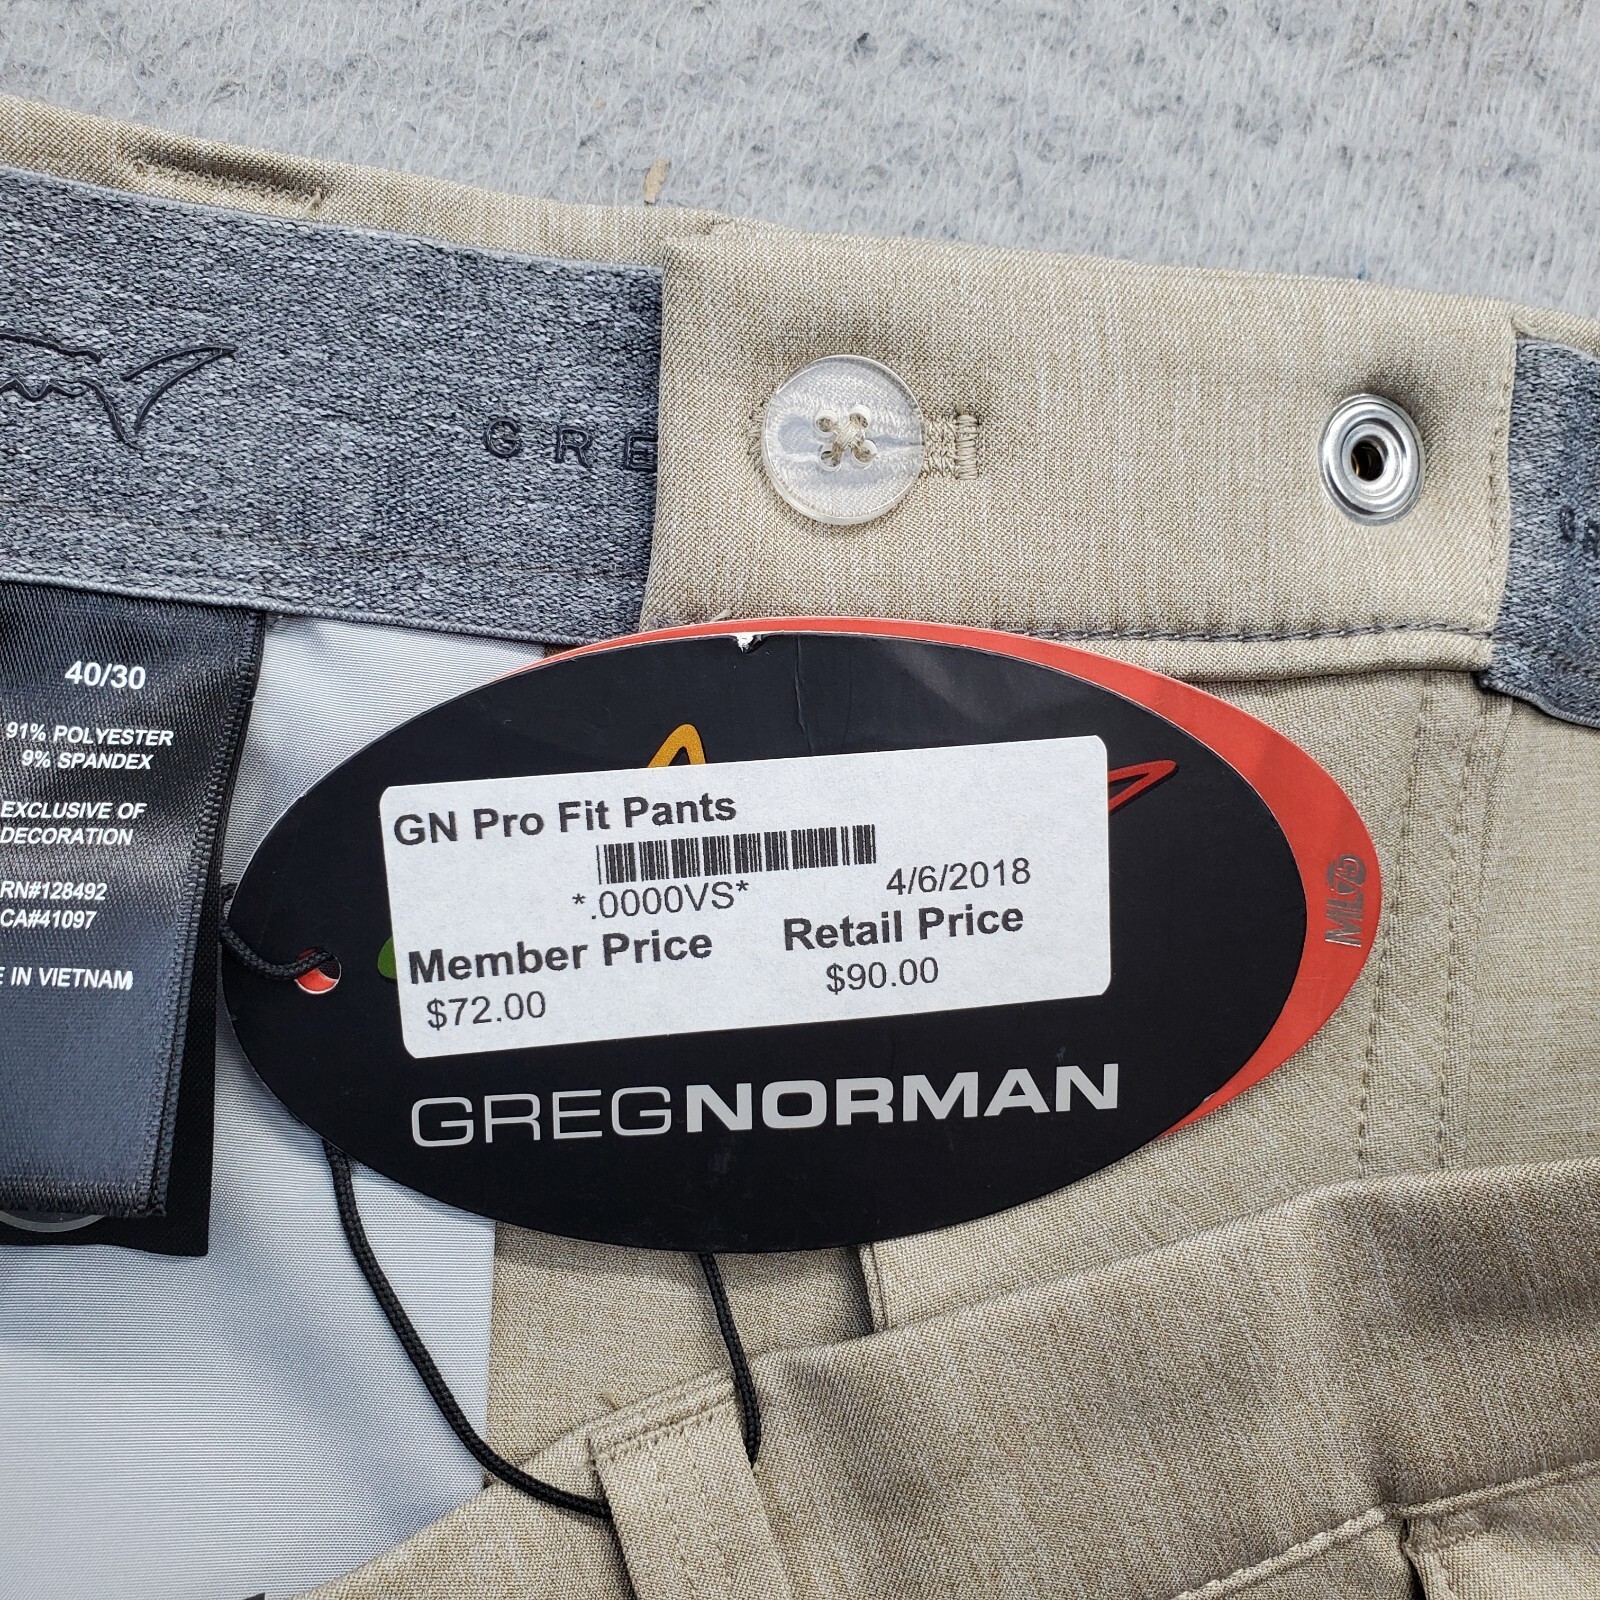 GRE
40/30
91% POLYESTER
9% SPANDEX
EXCLUSIVE OF
DECORATION
RN#128492
CA#41097
E IN VIETNAM
GN Pro Fit Pants
*.0000VS*
4/6/2018
Member Price
Retail Price
$72.00
$90.00
GREGNORMAN
ML75